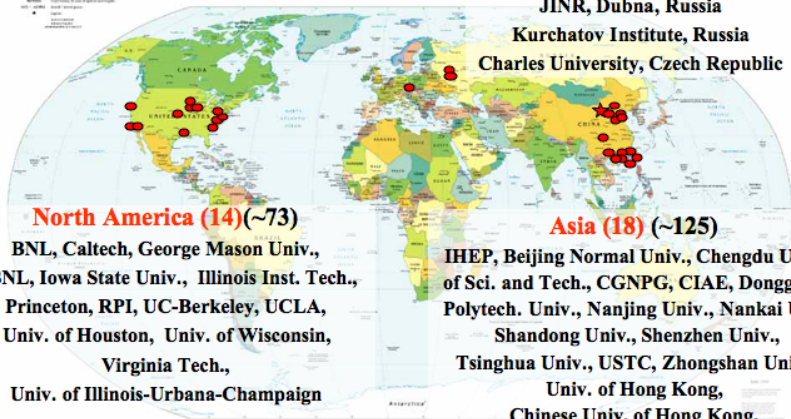 JINR, Dubna, Russia
Kurchatov Institute, Russia
Charles University, Czech Republic
CANADA
UNITED STATES
CHINA
North America (14)(~73)
BNL, Caltech, George Mason Univ.,
Iowa State Univ., Illinois Inst. Tech.,
Princeton, RPI, UC-Berkeley, UCLA,
Univ. of Houston, Univ. of Wisconsin,
Virginia Tech.,
Univ. of Illinois-Urbana-Champaign
Asia (18) (~125)
IHEP, Beijing Normal Univ., Chengdu U
of Sci. and Tech., CGNPG, CIAE, Dongg
Polytech. Univ., Nanjing Univ., Nankai U
Shandong Univ., Shenzhen Univ.,
Tsinghua Univ., USTC, Zhongshan Uni
Univ. of Hong Kong,
Chinese Univ. of Hong Kong,
Antarctica